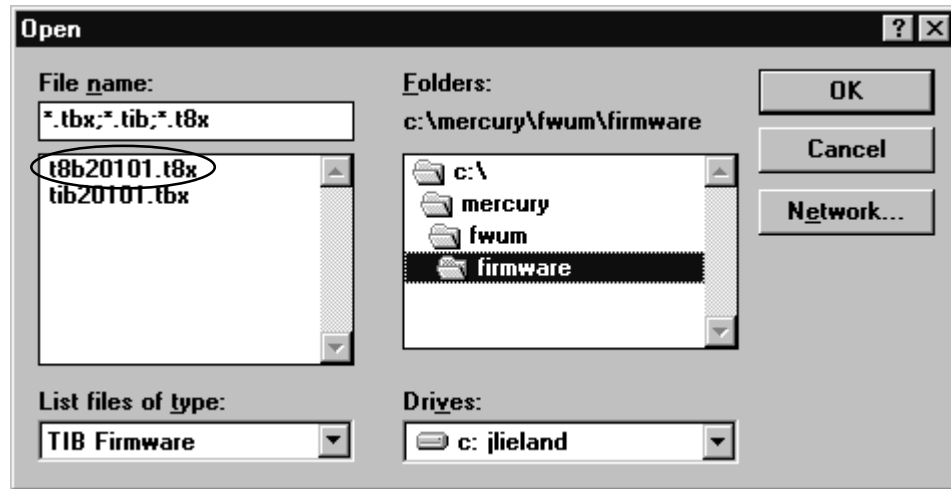 Open
File name:
*.tbx;*.tib;*.t8x
t8b20101.t8x
tib20101.tbx
List files of type:
TIB Firmware
Folders:
c:\mercury\fwum\firmware
c:\
mercury
fwum
firmware
Drives:
c: jlieland
OK
Cancel
Network...